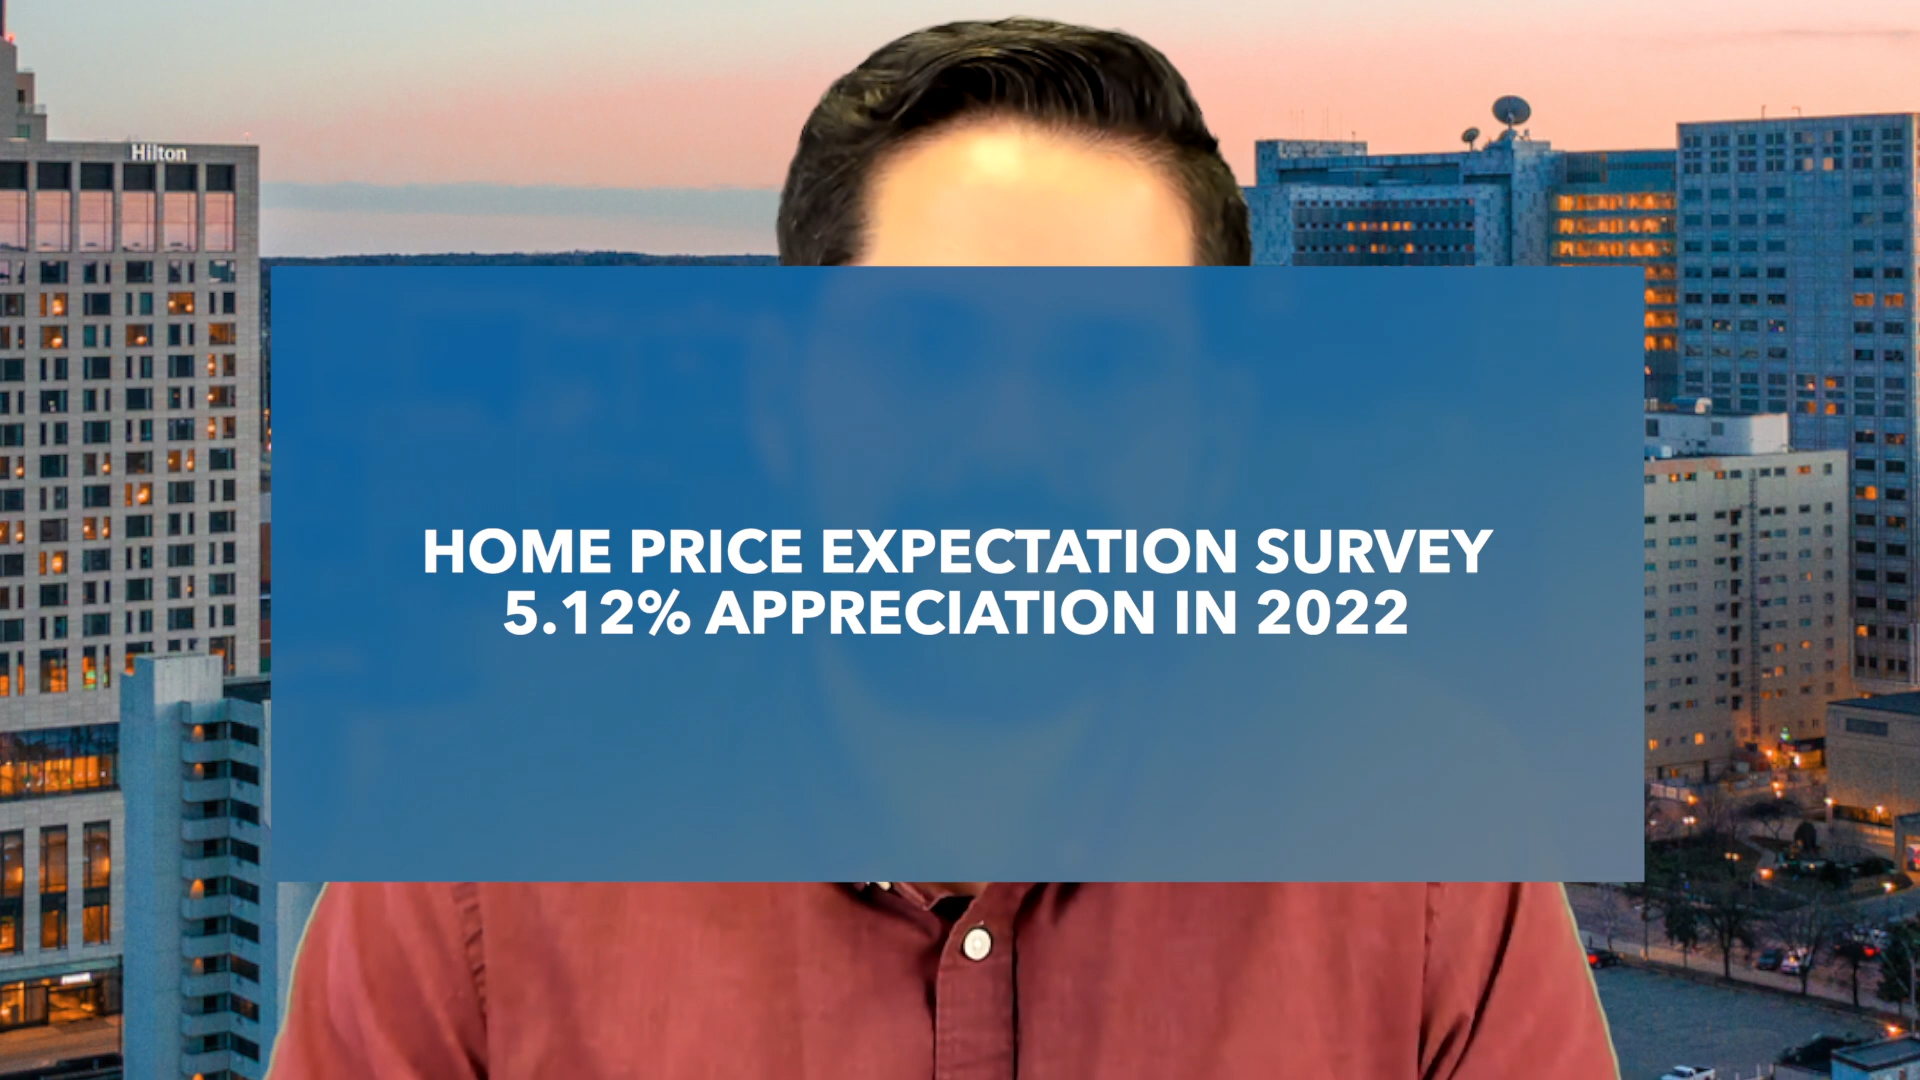 Hilton
HOME PRICE EXPECTATION SURVEY
5.12% APPRECIATION IN 2022